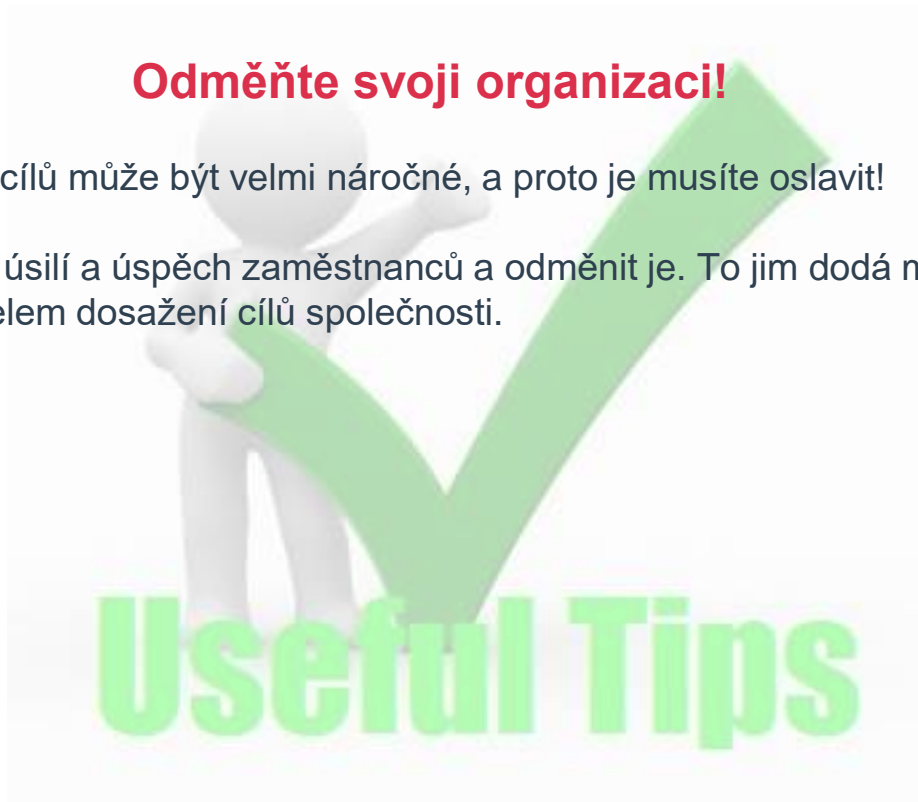 Odměňte svoji organizaci!
cílů může být velmi náročné, a proto je musíte oslavit!
úsilí a úspěch zaměstnanců a odměnit je. To jim dodá
dosažení cílů společnosti.
Useful Tips